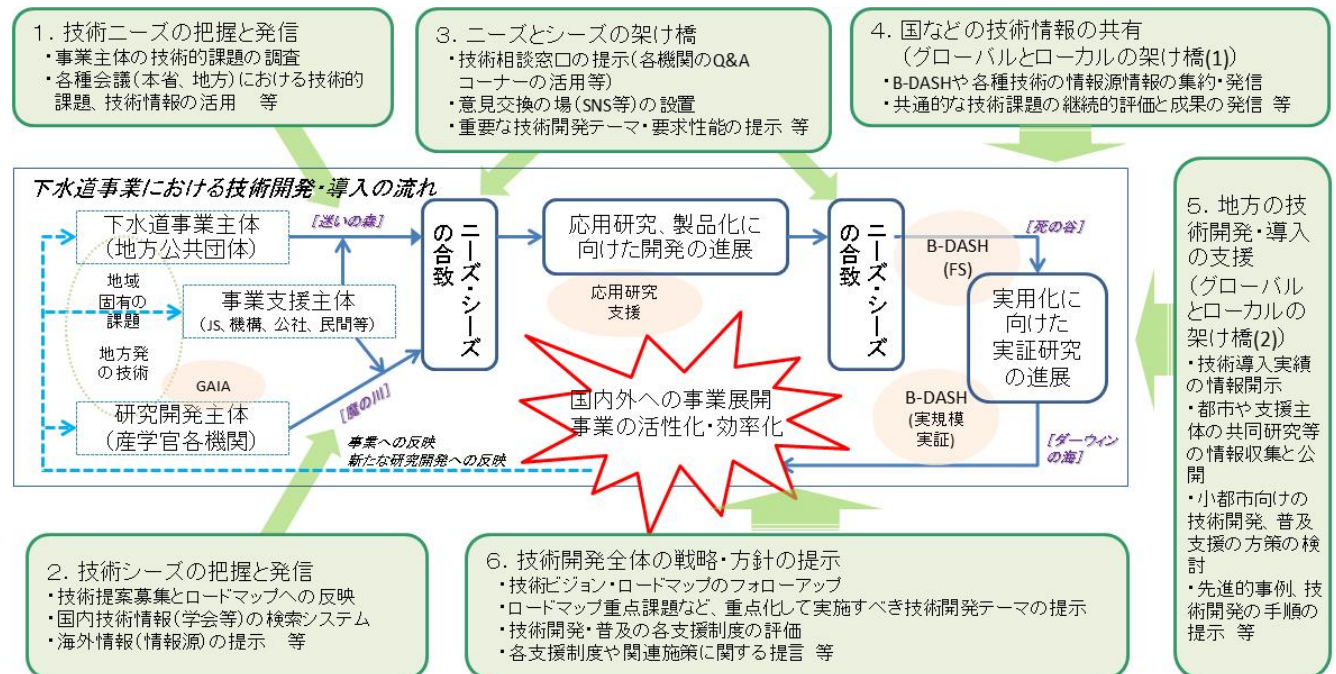 1. 技術ニーズの把握と発信
・事業主体の技術的課題の調査
・各種会議(本省、地方)における技術的
課題、技術情報の活用 等
3. ニーズとシーズの架け橋
・技術相談窓口の提示(各機関のQ&A
コーナーの活用等)
・意見交換の場(SNS等)の設置
・重要な技術開発テーマ・要求性能の提示 等
4. 国などの技術情報の共有
(グローバルとローカルの架け橋(1))
・B-DASHや各種技術の情報源情報の集約・発信
・共通的な技術課題の継続的評価と成果の発信 等
下水道事業における技術開発・導入の流れ
下水道事業主体
(地方公共団体)
[迷いの森]
地域
固有の
課題
地方発
の技術
事業支援主体
(JS、機構、公社、民間等)
GAIA
研究開発主体
(産学官各機関)
[魔の川]
ニーズ・シーズ
の合致
応用研究、製品化に
向けた開発の進展
応用研究
支援
ニーズ・シーズ
の合致
B-DASH
(FS)
[死の谷]
実用化に
向けた
実証研究
の進展
B-DASH
(実規模
実証)
[ダーウィン
の海]
国内外への事業展開
事業の活性化・効率化
事業への反映
新たな研究開発への反映
5. 地方の技
術開発・導入
の支援
(グローバル
とローカルの
架け橋(2))
・技術導入実績
の情報開示
・都市や支援主
体の共同研究等
の情報収集と公
開
・小都市向けの
技術開発、普及
支援の方策の検
討
・先進的事例、技
術開発の手順の
提示 等
2. 技術シーズの把握と発信
・技術提案募集とロードマップへの反映
・国内技術情報(学会等)の検索システム
・海外情報(情報源)の提示 等
6. 技術開発全体の戦略・方針の提示
・技術ビジョン・ロードマップのフォローアップ
・ロードマップ重点課題など、重点化して実施すべき技術開発テーマの提示
・技術開発・普及の各支援制度の評価
・各支援制度や関連施策に関する提言 等